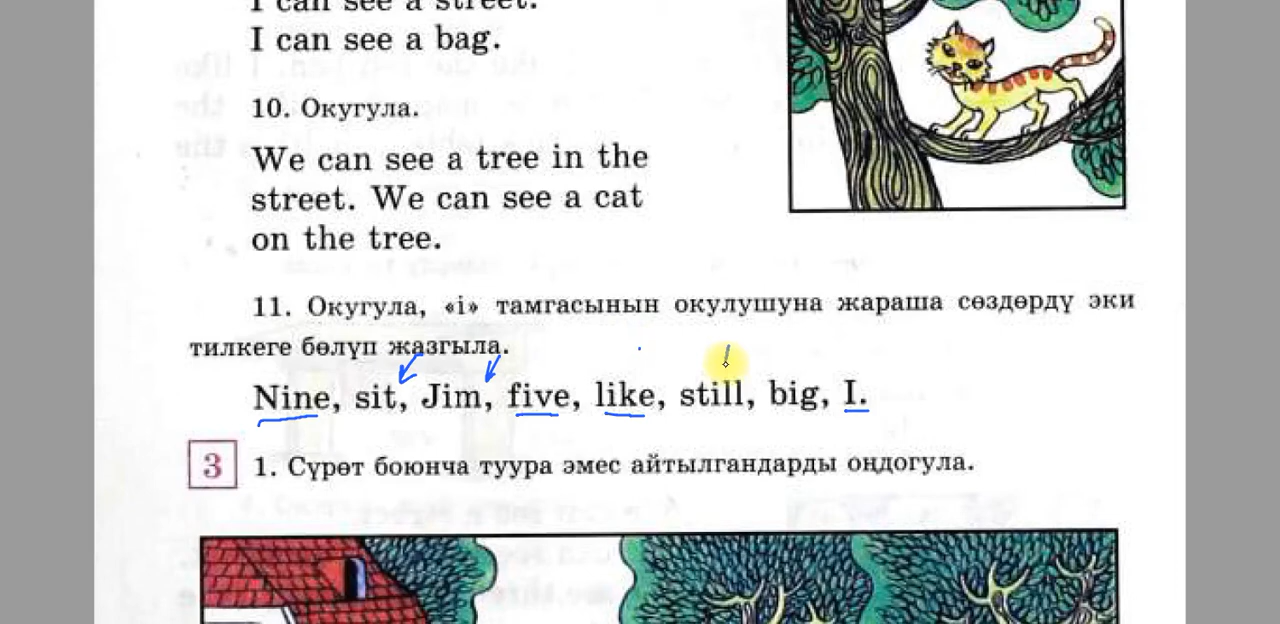 I can see a street.
I can see a bag.
10. Окугула.
We can see a tree in the
street. We can see a cat
on the tree.
11. Окугула, «i» тамгасынын окулушуна жараша сөздөрдү эки
тилкеге бөлүп жазгыла.
Nine, sit, Jim, five, like, still, big, I.
3 1. Сүрөт боюнча туура эмес айтылгандарды оңдогула.